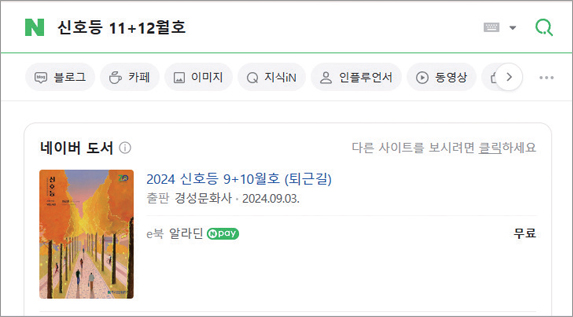 N 신호등 11+12월호
블로그 카페 이미지 지식iN 인플루언서 동영상
네이버 도서
다른 사이트를 보시려면 클릭하세요
신호등
2024 신호등 9+10월호 (퇴근길)
출판 경성문화사 · 2024.09.03.
e북 알라딘 N pay 무료